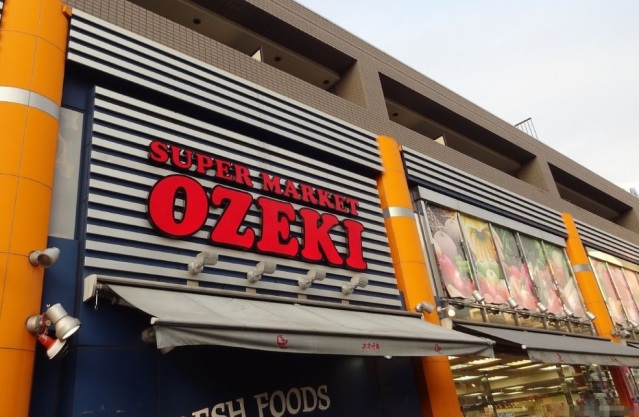 SUPER MARKET
OZEKI
FRESH FOODS